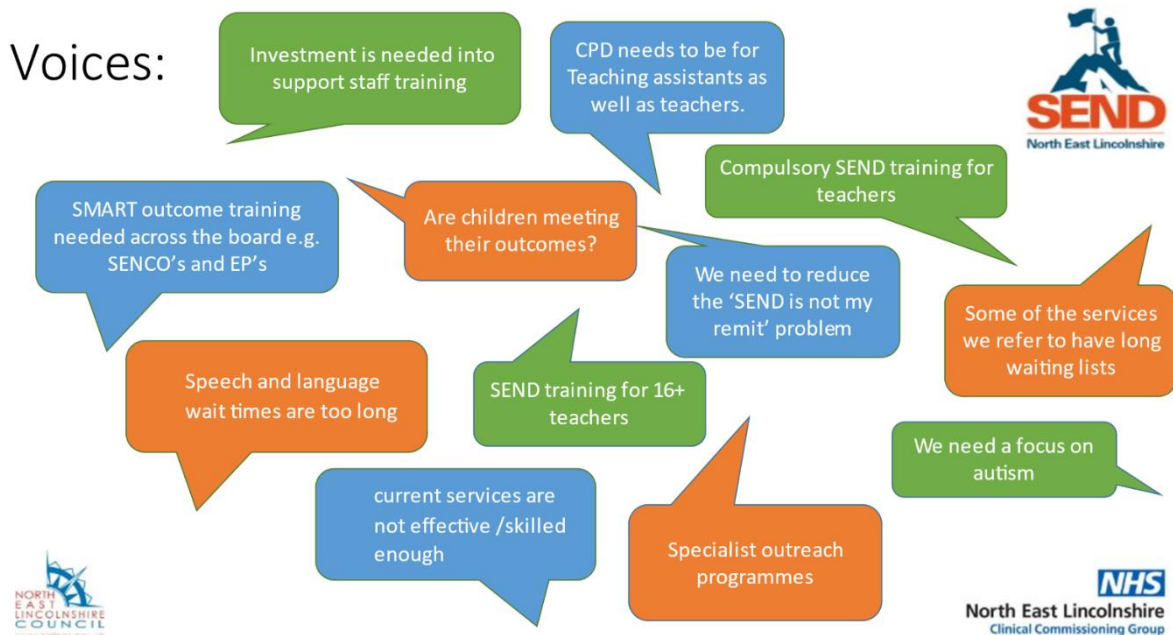 Voices:
Investment is needed into
support staff training
CPD needs to be for
Teaching assistants as
well as teachers.
SEND
North East Lincolnshire
Compulsory SEND training for
teachers
SMART outcome training
needed across the board e.g.
SENCO's and EP's
Are children meeting
their outcomes?
We need to reduce
the ‘SEND is not my
remit’ problem
Some of the services
we refer to have long
waiting lists
Speech and language
wait times are too long
SEND training for 16+
teachers
We need a focus on
autism
current services are
not effective /skilled
enough
Specialist outreach
programmes
NORTH
EAST
LINCOLNSHIRE
COUNCIL
NHS
North East Lincolnshire
Clinical Commissioning Group